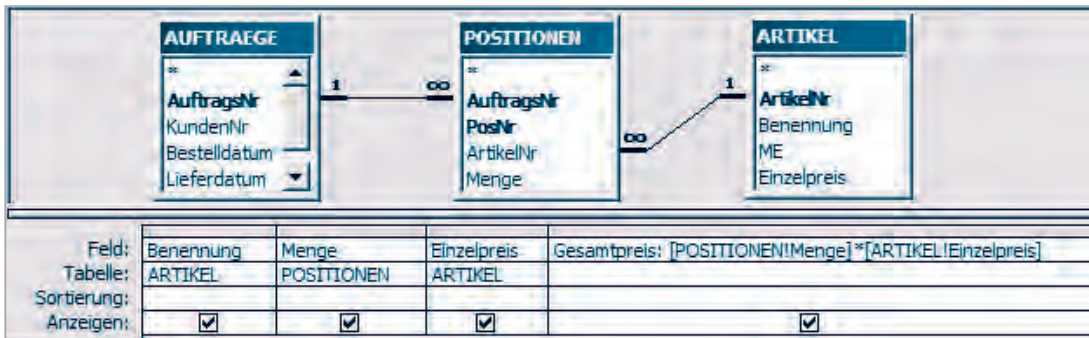 AUFTRAEGE
*
AuftragsNr
KundenNr
Bestelldatum
Lieferdatum
1
∞
POSITIONEN
*
AuftragsNr
PosNr
ArtikelNr
Menge
∞
1
ARTIKEL
*
ArtikelNr
Benennung
ME
Einzelpreis
Feld: Benennung Menge Einzelpreis Gesamtpreis: [POSITIONEN!Menge]*[ARTIKEL!Einzelpreis]
Tabelle: ARTIKEL POSITIONEN ARTIKEL
Sortierung:
Anzeigen: